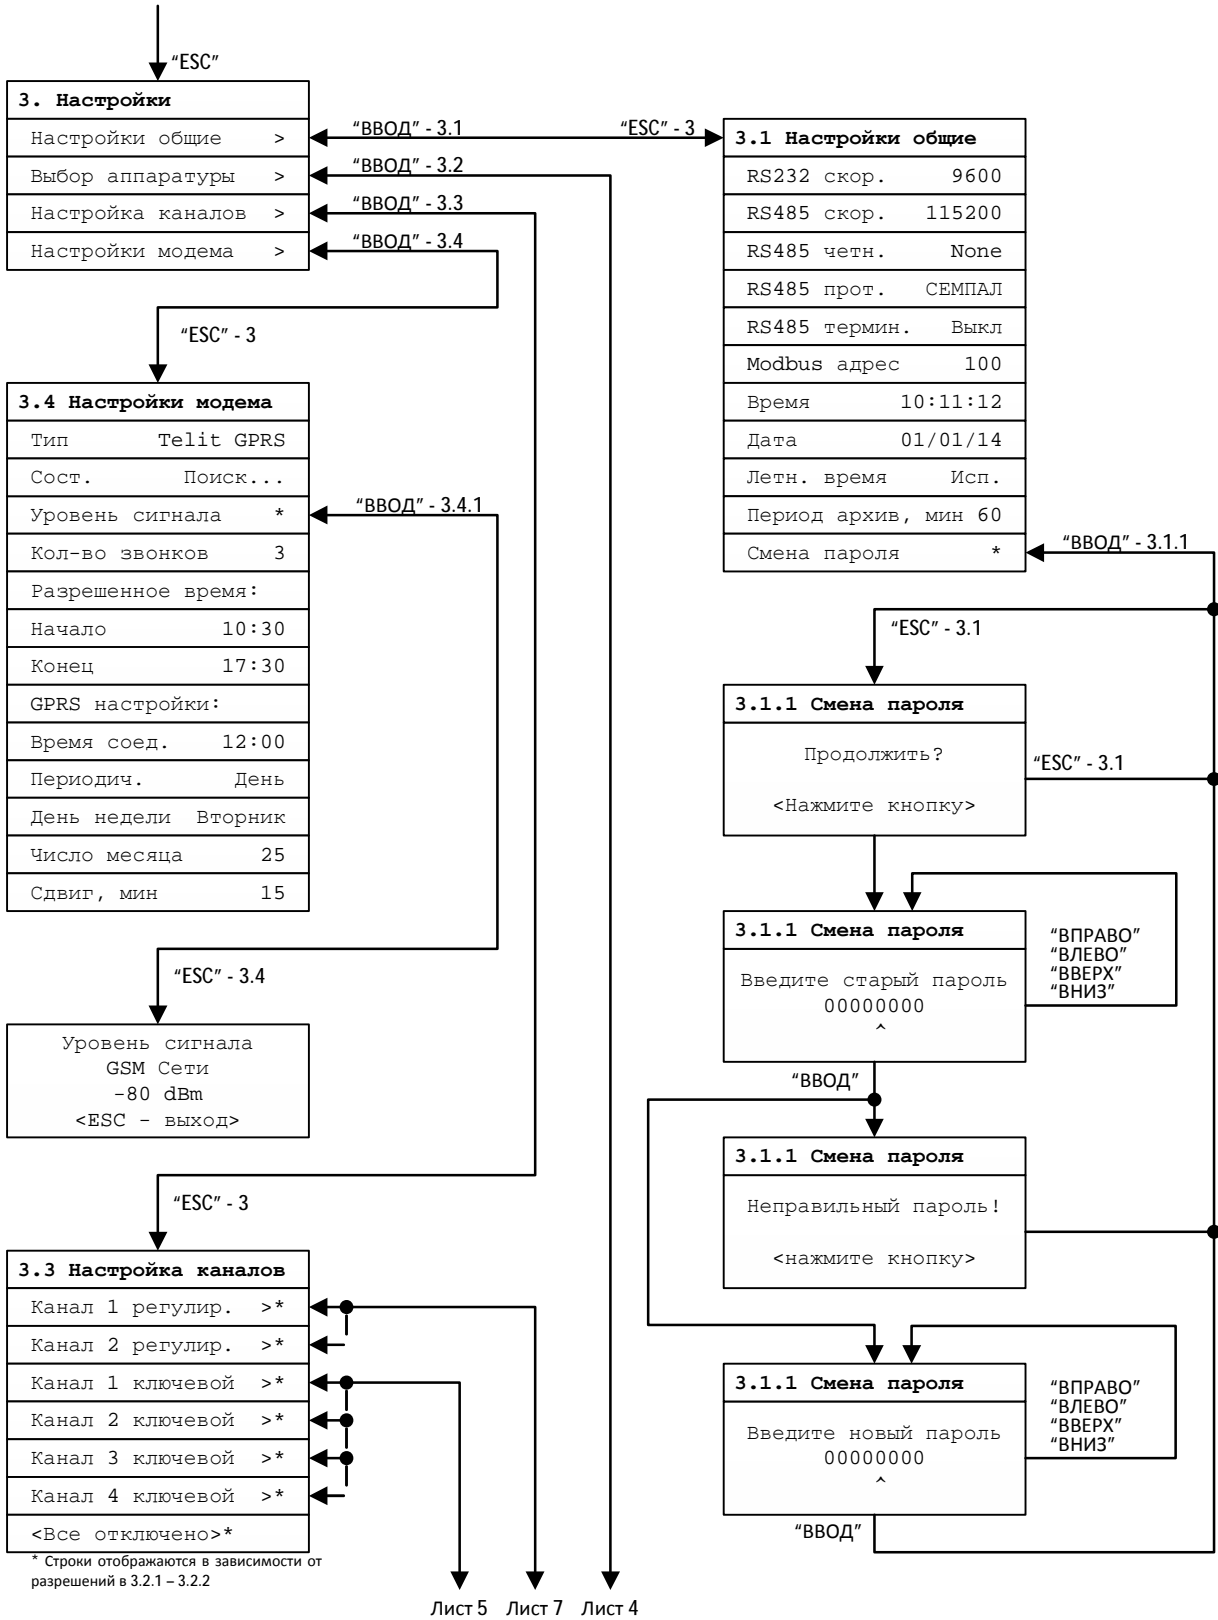 “ESC”
3. Настройки
Настройки общие >
Выбор аппаратуры >
Настройка каналов >
Настройки модема >
“ВВОД” - 3.1
“ВВОД” - 3.2
“ВВОД” - 3.3
“ВВОД” - 3.4
“ESC” - 3
3.1 Настройки общие
RS232 скор. 9600
RS485 скор. 115200
RS485 четн. None
RS485 прот. СЕМПАЛ
RS485 термин. Выкл
Modbus адрес 100
Время 10:11:12
Дата 01/01/14
Летн. время Исп.
Период архив, мин 60
Смена пароля *
“ВВОД” - 3.1.1
“ESC” - 3
3.4 Настройки модема
Тип Telit GPRS
Сост. Поиск...
Уровень сигнала *
Кол-во звонков 3
Разрешенное время:
Начало 10:30
Конец 17:30
GPRS настройки:
Время соед. 12:00
Периодич. День
День недели Вторник
Число месяца 25
Сдвиг, мин 15
“ВВОД” - 3.4.1
“ESC” - 3.4
Уровень сигнала
GSM Сети
-80 dBm
<ESC - выход>
“ESC” - 3
3.3 Настройка каналов
Канал 1 регулир. >*
Канал 2 регулир. >*
Канал 1 ключевой >*
Канал 2 ключевой >*
Канал 3 ключевой >*
Канал 4 ключевой >*
<Все отключено>*
* Строки отображаются в зависимости от
разрешений в 3.2.1 – 3.2.2
“ESC” - 3.1
3.1.1 Смена пароля
Продолжить?
<Нажмите кнопку>
“ESC” - 3.1
3.1.1 Смена пароля
Введите старый пароль
00000000
^
“ВПРАВО”
“ВЛЕВО”
“ВВЕРХ”
“ВНИЗ”
“ВВОД”
3.1.1 Смена пароля
Неправильный пароль!
<нажмите кнопку>
3.1.1 Смена пароля
Введите новый пароль
00000000
^
“ВПРАВО”
“ВЛЕВО”
“ВВЕРХ”
“ВНИЗ”
“ВВОД”
Лист 5 Лист 7 Лист 4